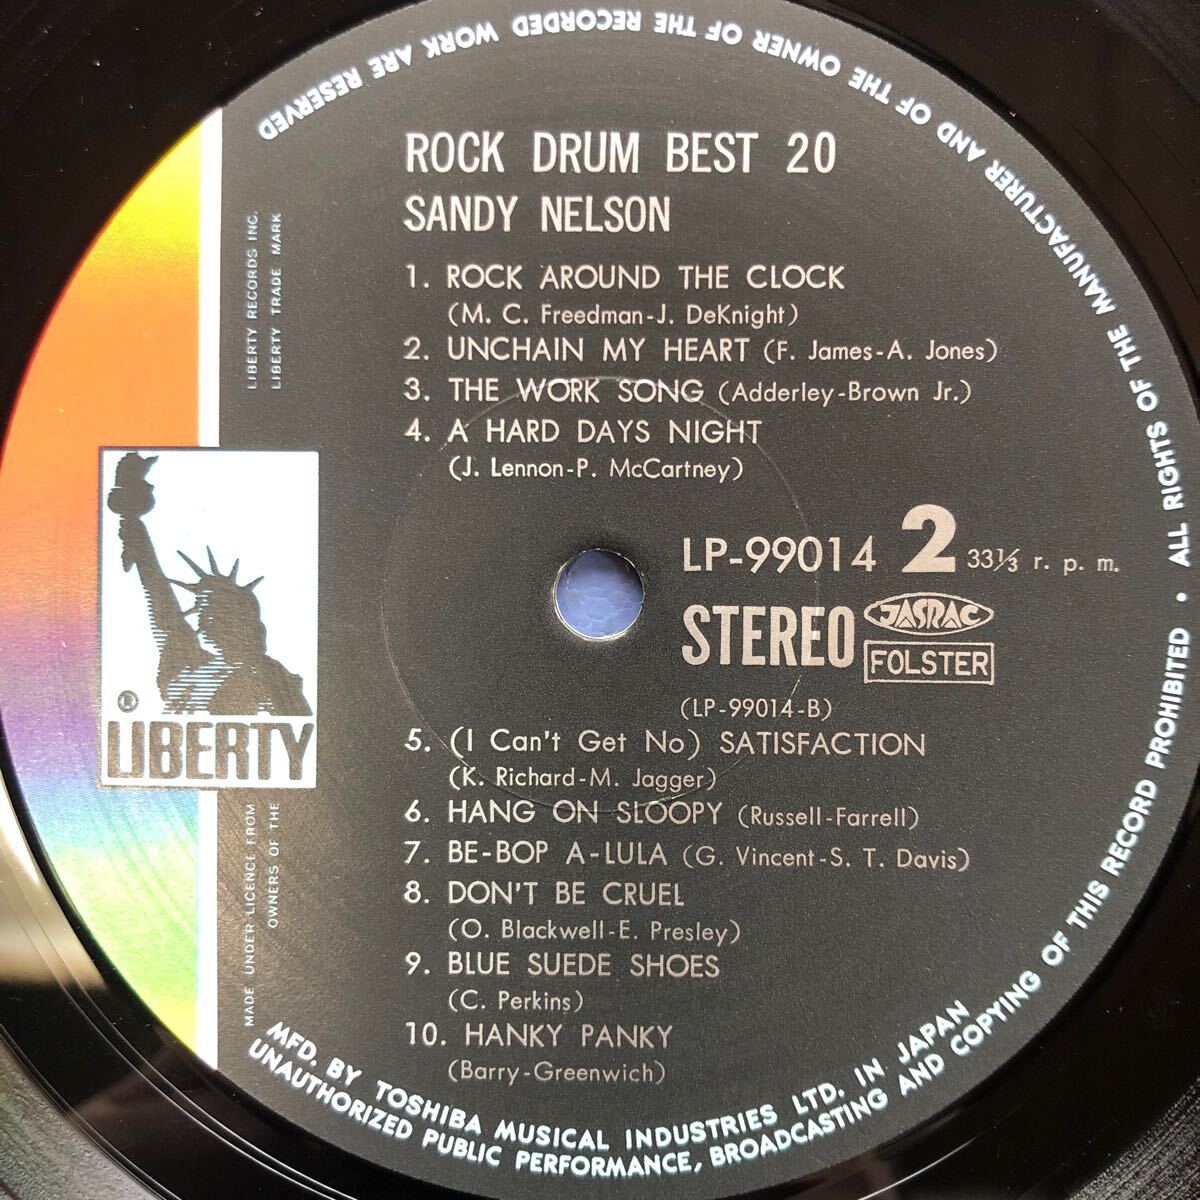 ROCK DRUM BEST 20
SANDY NELSON
1. ROCK AROUND THE CLOCK
(M. C. Freedman-J. DeKnight)
2. UNCHAIN MY HEART (F. James-A. Jones)
3. THE WORK SONG (Adderley-Brown Jr.)
4. A HARD DAYS NIGHT
(J. Lennon-P. McCartney)
LP-99014 2 33⅓ r. p. m.
STEREO JASRAC
FOLSTER
(LP-99014-B)
5. (I Can't Get No) SATISFACTION
(K. Richard-M. Jagger)
6. HANG ON SLOOPY (Russell-Farrell)
7. BE-BOP A-LULA (G. Vincent-S. T. Davis)
8. DON'T BE CRUEL
(O. Blackwell-E. Presley)
9. BLUE SUEDE SHOES
(C. Perkins)
10. HANKY PANKY
(Barry-Greenwich)
® LIBERTY
LIBERTY RECORDS INC.
LIBERTY TRADE MARK
MADE UNDER LICENCE FROM
OWNERS OF THE
MFD. BY TOSHIBA MUSICAL INDUSTRIES LTD. IN JAPAN
UNAUTHORIZED PUBLIC PERFORMANCE, BROADCASTING AND COPYING OF THIS RECORD PROHIBITED • ALL RIGHTS OF THE MANUFACTURER AND OF THE OWNER OF THE RECORDED WORK ARE RESERVED